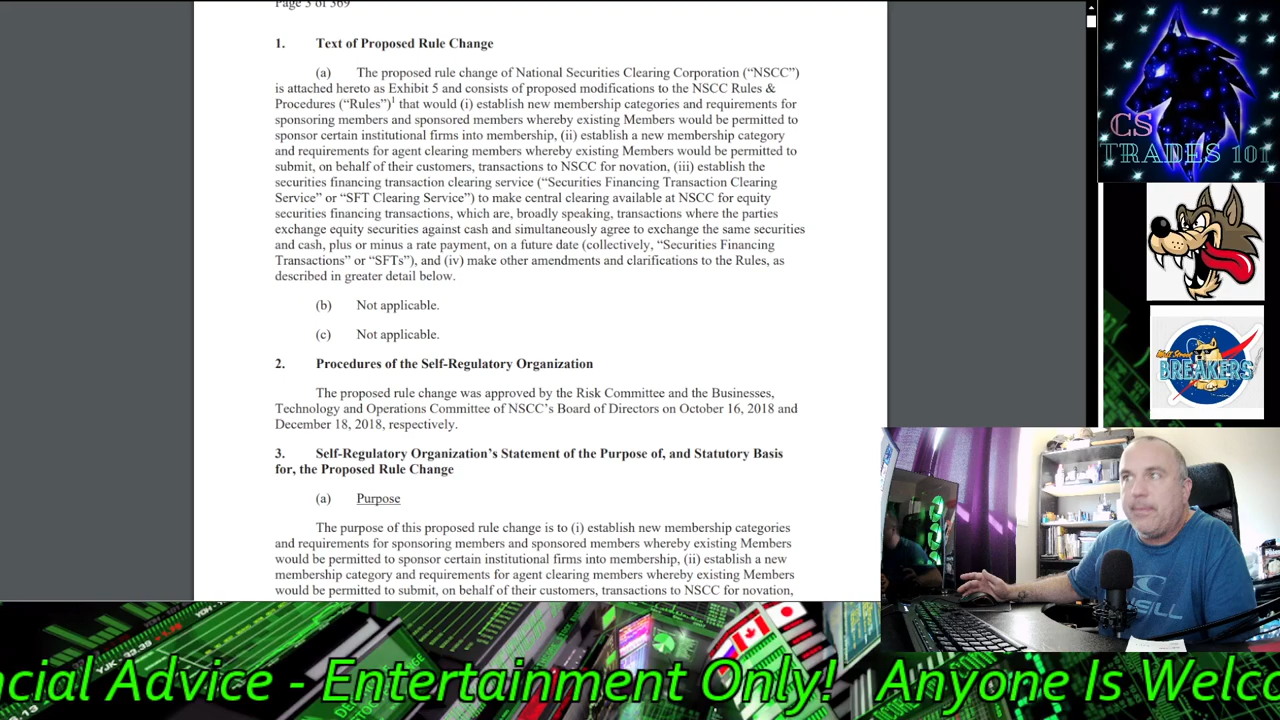 Page 3 of 369
1. Text of Proposed Rule Change
(a) The proposed rule change of National Securities Clearing Corporation (“NSCC”)
is attached hereto as Exhibit 5 and consists of proposed modifications to the NSCC Rules &
Procedures (“Rules”)1 that would (i) establish new membership categories and requirements for
sponsoring members and sponsored members whereby existing Members would be permitted to
sponsor certain institutional firms into membership, (ii) establish a new membership category
and requirements for agent clearing members whereby existing Members would be permitted to
submit, on behalf of their customers, transactions to NSCC for novation, (iii) establish the
securities financing transaction clearing service (“Securities Financing Transaction Clearing
Service” or “SFT Clearing Service”) to make central clearing available at NSCC for equity
securities financing transactions, which are, broadly speaking, transactions where the parties
exchange equity securities against cash and simultaneously agree to exchange the same securities
and cash, plus or minus a rate payment, on a future date (collectively, “Securities Financing
Transactions” or “SFTs”), and (iv) make other amendments and clarifications to the Rules, as
described in greater detail below.
(b) Not applicable.
(c) Not applicable.
2. Procedures of the Self-Regulatory Organization
The proposed rule change was approved by the Risk Committee and the Businesses,
Technology and Operations Committee of NSCC’s Board of Directors on October 16, 2018 and
December 18, 2018, respectively.
3. Self-Regulatory Organization’s Statement of the Purpose of, and Statutory Basis
for, the Proposed Rule Change
(a) Purpose
The purpose of this proposed rule change is to (i) establish new membership categories
and requirements for sponsoring members and sponsored members whereby existing Members
would be permitted to sponsor certain institutional firms into membership, (ii) establish a new
membership category and requirements for agent clearing members whereby existing Members
would be permitted to submit, on behalf of their customers, transactions to NSCC for novation,
CS
TRADES 101
Wall Street
BREAKERS
ncial Advice - Entertainment Only! Anyone Is Welco